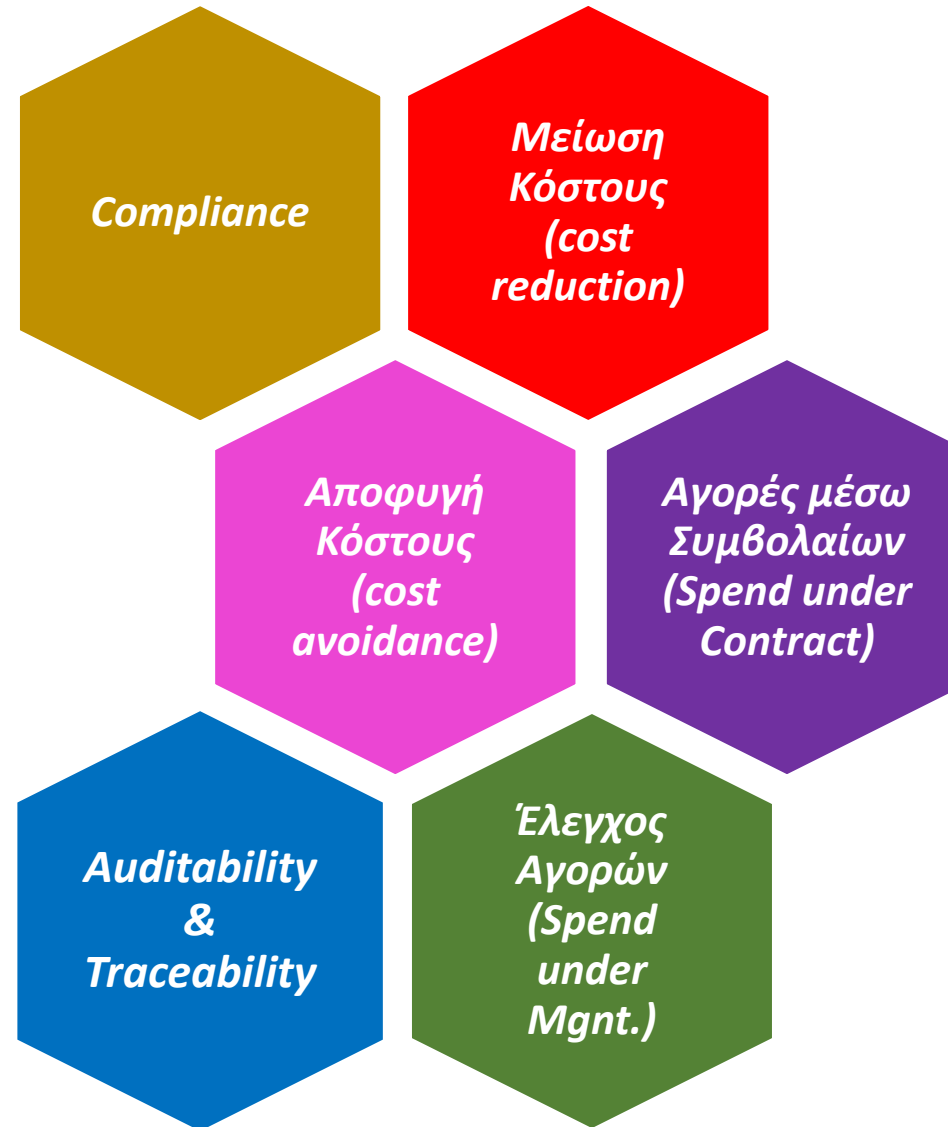 Compliance
Μείωση
Κόστους
(cost
reduction)
Αποφυγή
Κόστους
(cost
avoidance)
Αγορές μέσω
Συμβολαίων
(Spend under
Contract)
Auditability
&
Traceability
Έλεγχος
Αγορών
(Spend
under
Mgnt.)